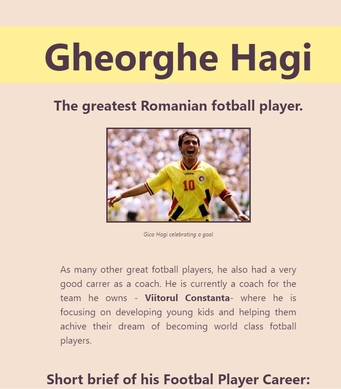 Gheorghe Hagi
The greatest Romanian fotball player.
10
Gica Hagi celebrating a goal
As many other great fotball players, he also had a very
good carrer as a coach. He is currently a coach for the
team he owns - Viitorul Constanta- where he is
focusing on developing young kids and helping them
achive their dream of becoming world class fotball
players.
Short brief of his Footbal Player Career: